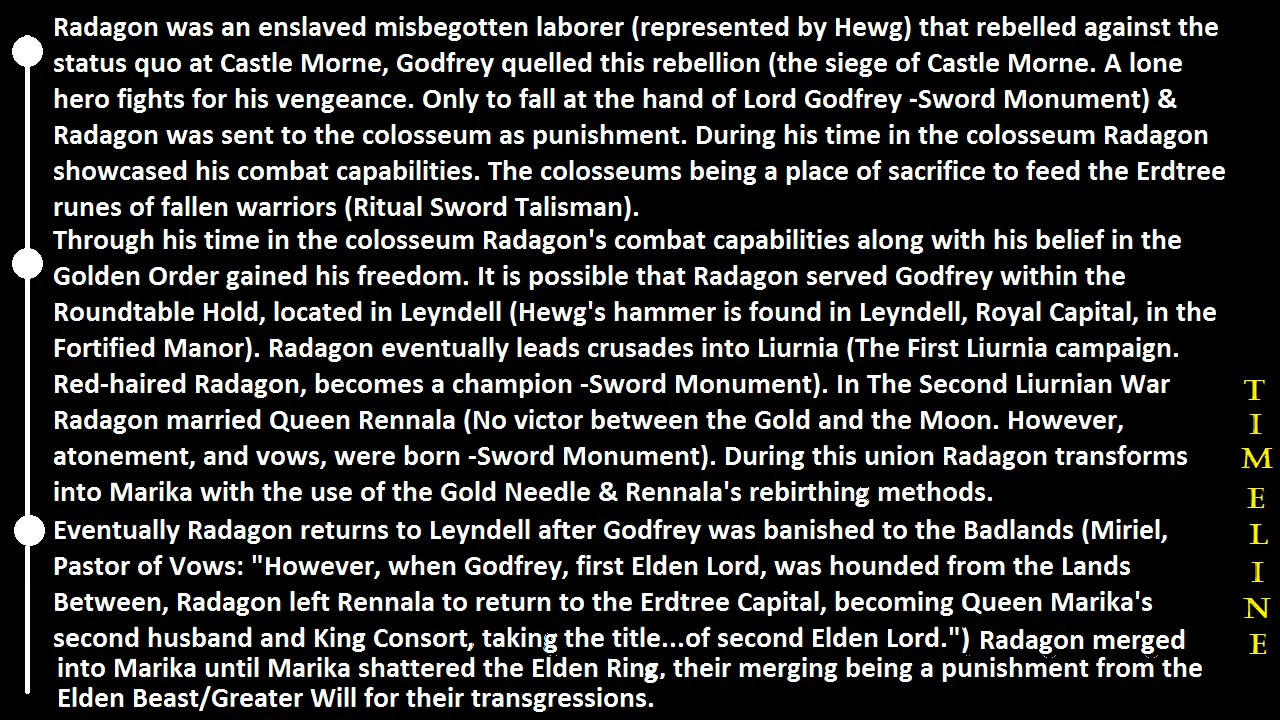 Radagon was an enslaved misbegotten laborer (represented by Hewg) that rebelled against the
status quo at Castle Morne, Godfrey quelled this rebellion (the siege of Castle Morne. A lone
hero fights for his vengeance. Only to fall at the hand of Lord Godfrey -Sword Monument) &
Radagon was sent to the colosseum as punishment. During his time in the colosseum Radagon
showcased his combat capabilities. The colosseums being a place of sacrifice to feed the Erdtree
runes of fallen warriors (Ritual Sword Talisman).
Through his time in the colosseum Radagon's combat capabilities along with his belief in the
Golden Order gained his freedom. It is possible that Radagon served Godfrey within the
Roundtable Hold, located in Leyndell (Hewg's hammer is found in Leyndell, Royal Capital, in the
Fortified Manor). Radagon eventually leads crusades into Liurnia (The First Liurnia campaign.
Red-haired Radagon, becomes a champion -Sword Monument). In The Second Liurnian War
Radagon married Queen Rennala (No victor between the Gold and the Moon. However,
atonement, and vows, were born -Sword Monument). During this union Radagon transforms
into Marika with the use of the Gold Needle & Rennala's rebirthing methods.
Eventually Radagon returns to Leyndell after Godfrey was banished to the Badlands (Miriel,
Pastor of Vows: "However, when Godfrey, first Elden Lord, was hounded from the Lands
Between, Radagon left Rennala to return to the Erdtree Capital, becoming Queen Marika's
second husband and King Consort, taking the title...of second Elden Lord.") Radagon merged
into Marika until Marika shattered the Elden Ring, their merging being a punishment from the
Elden Beast/Greater Will for their transgressions.
TIMELINE